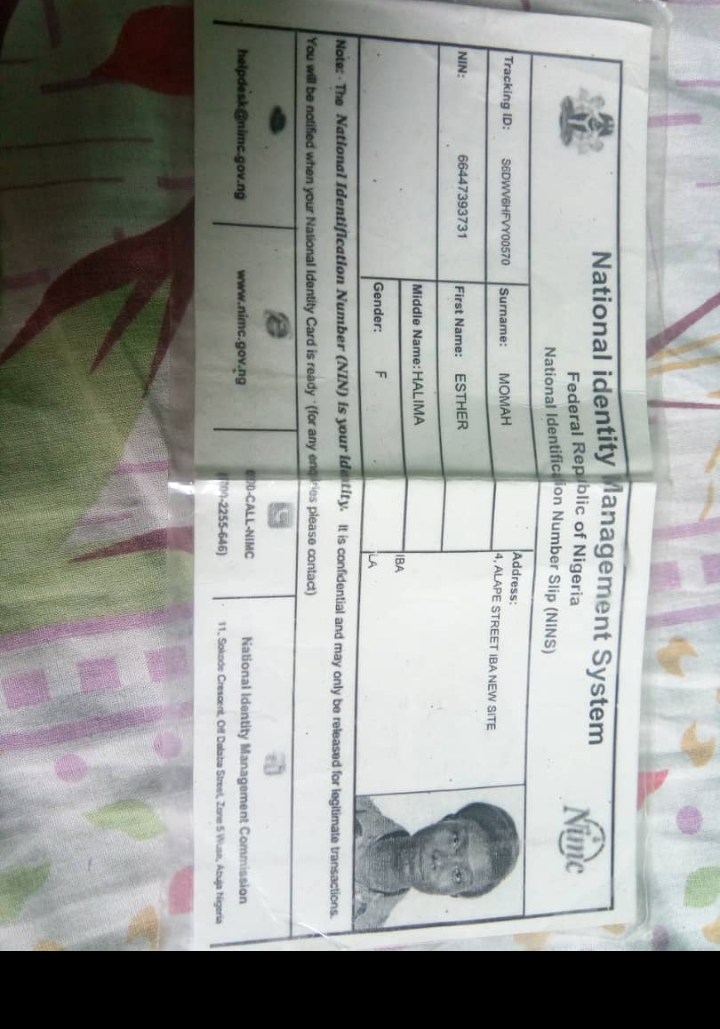 National Identity Management System
Federal Republic of Nigeria
National Identification Number Slip (NINS)
Nimc
Tracking ID: S6DWV6HFVY00570
Surname: MOMAH
Address:
4, ALAPE STREET IBA NEW SITE
NIN: 66447393731
First Name: ESTHER
Middle Name: HALIMA
IBA
Gender: F
LA
Note: The National Identification Number (NIN) is your identity. It is confidential and may only be released for legitimate transactions.
You will be notified when your National Identity Card is ready (for any enquiries please contact)
helpdesk@nimc.gov.ng
www.nimc.gov.ng
0700-CALL-NIMC
(0700-2255-646)
National Identity Management Commission
11, Sokode Crescent, Off Dalaba Street, Zone 5 Wuse, Abuja Nigeria